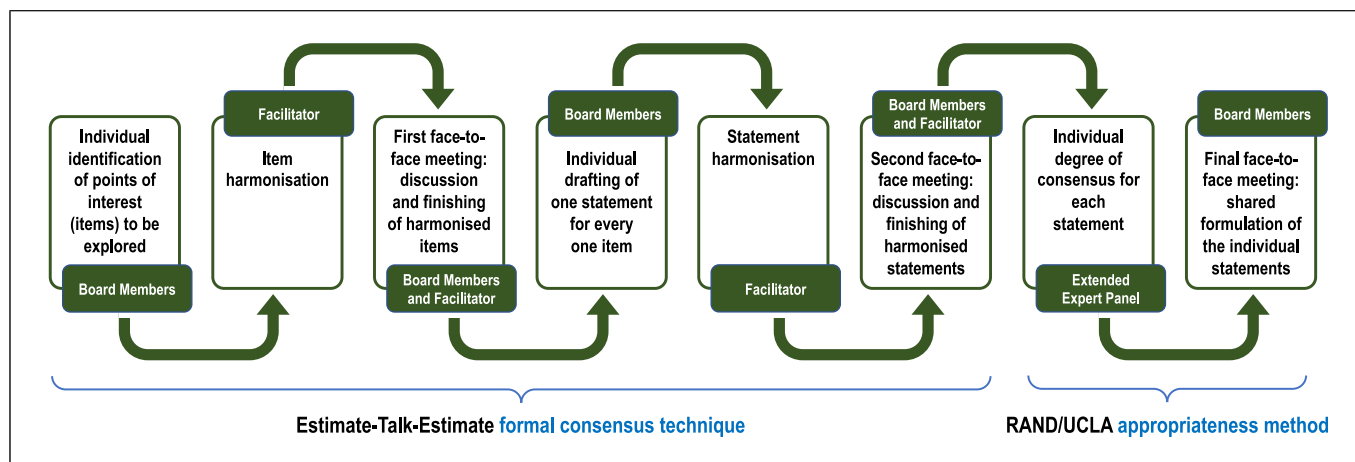 Individual
identification
of points of
interest
(items) to be
explored
Board Members
Facilitator
Item
harmonisation
First face-to-
face meeting:
discussion
and finishing
of harmonised
items
Board Members
and Facilitator
Board Members
Individual
drafting of
one statement
for every
one item
Statement
harmonisation
Facilitator
Board Members
and Facilitator
Second face-to-
face meeting:
discussion and
finishing of
harmonised
statements
Individual
degree of
consensus for
each
statement
Extended
Expert Panel
Board Members
Final face-to-
face meeting:
shared
formulation of
the individual
statements
Estimate-Talk-Estimate formal consensus technique
RAND/UCLA appropriateness method